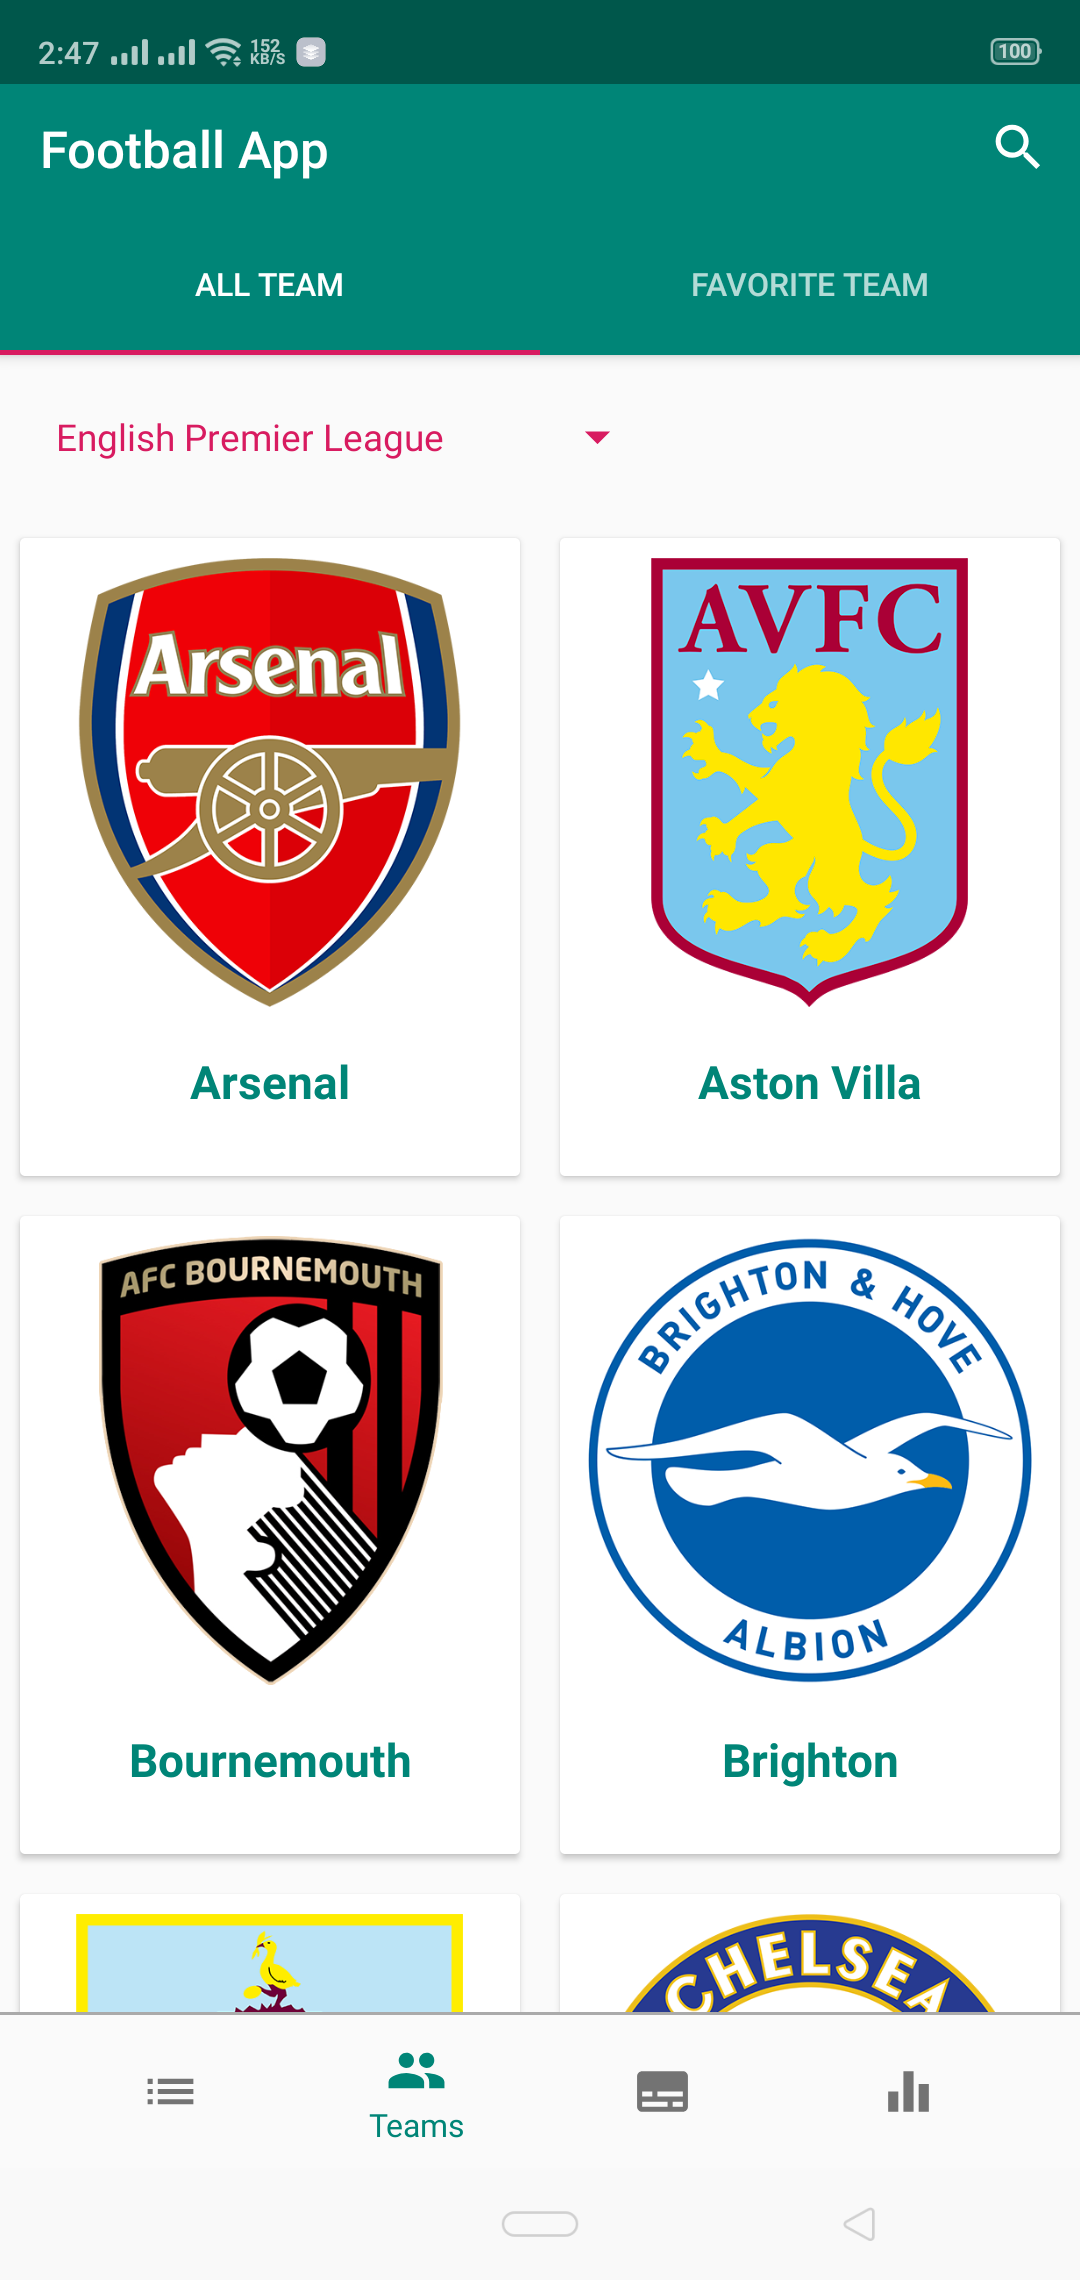 2:47 152 KB/S 100
Football App
ALL TEAM FAVORITE TEAM
English Premier League
Arsenal
AVFC
Arsenal
Aston Villa
AFC BOURNEMOUTH
BRIGHTON & HOVE
ALBION
Bournemouth
Brighton
CHELSEA
Teams